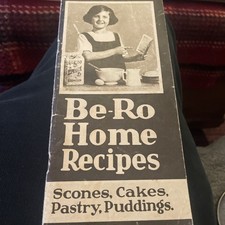 Be-Ro
Home
Recipes
Scones, Cakes,
Pastry, Puddings.